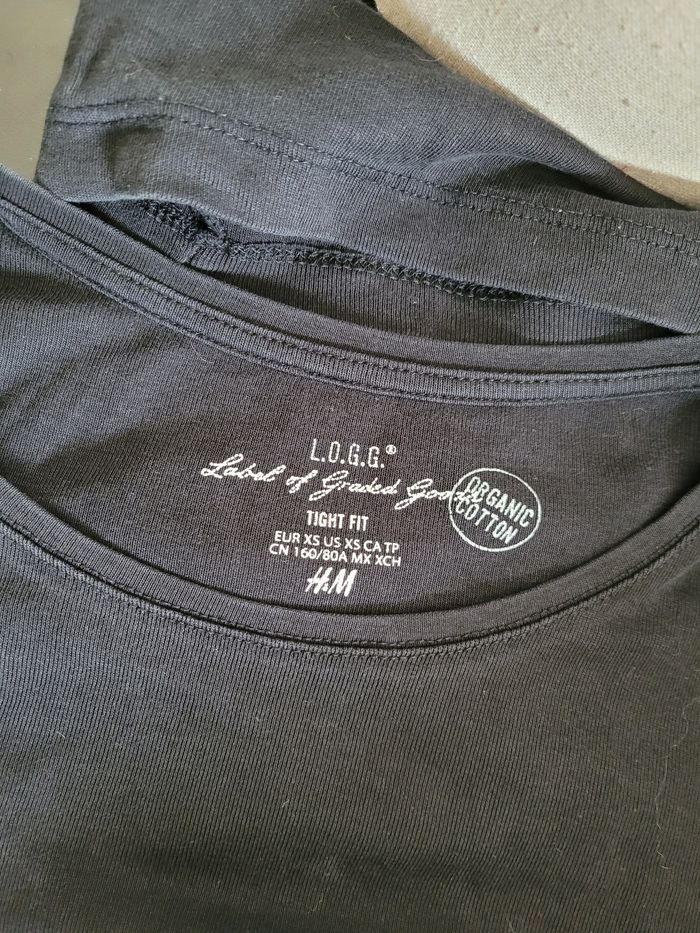 L.O.G.G.®
Label of Graded Goods
ORGANIC
COTTON
TIGHT FIT
EUR XS US XS CA TP
CN 160/80A MX XCH
H&M